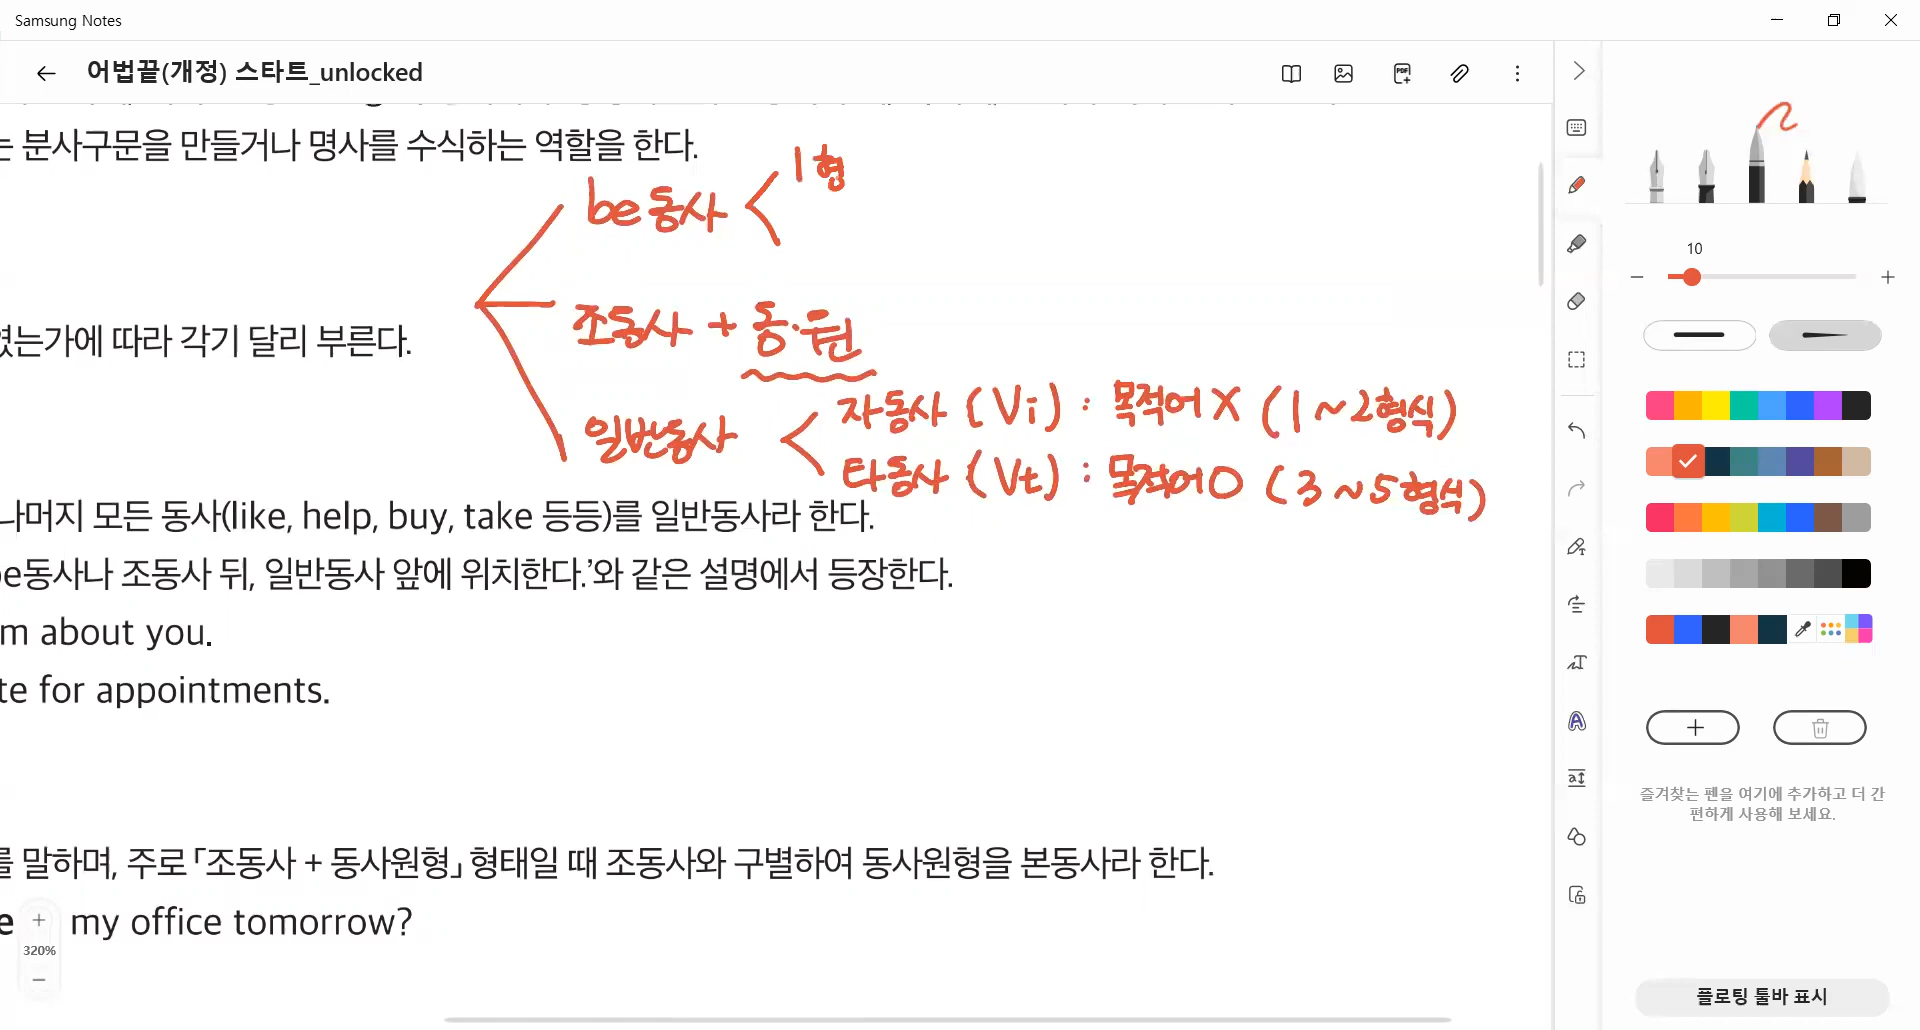 Samsung Notes
어법끝(개정) 스타트_unlocked
는 분사구문을 만들거나 명사를 수식하는 역할을 한다.
be동사 < 1형
조동사 + 동.원
였는가에 따라 각기 달리 부른다.
일반동사 < 자동사 (Vi) : 목적어 X (1~2형식)
타동사 (Vt) : 목적어 O (3~5형식)
나머지 모든 동사(like, help, buy, take 등등)를 일반동사라 한다.
be동사나 조동사 뒤, 일반동사 앞에 위치한다.’와 같은 설명에서 등장한다.
m about you.
te for appointments.
를 말하며, 주로 「조동사 + 동사원형」 형태일 때 조동사와 구별하여 동사원형을 본동사라 한다.
e my office tomorrow?
320%
10
즐겨찾는 펜을 여기에 추가하고 더 간
편하게 사용해 보세요.
플로팅 툴바 표시